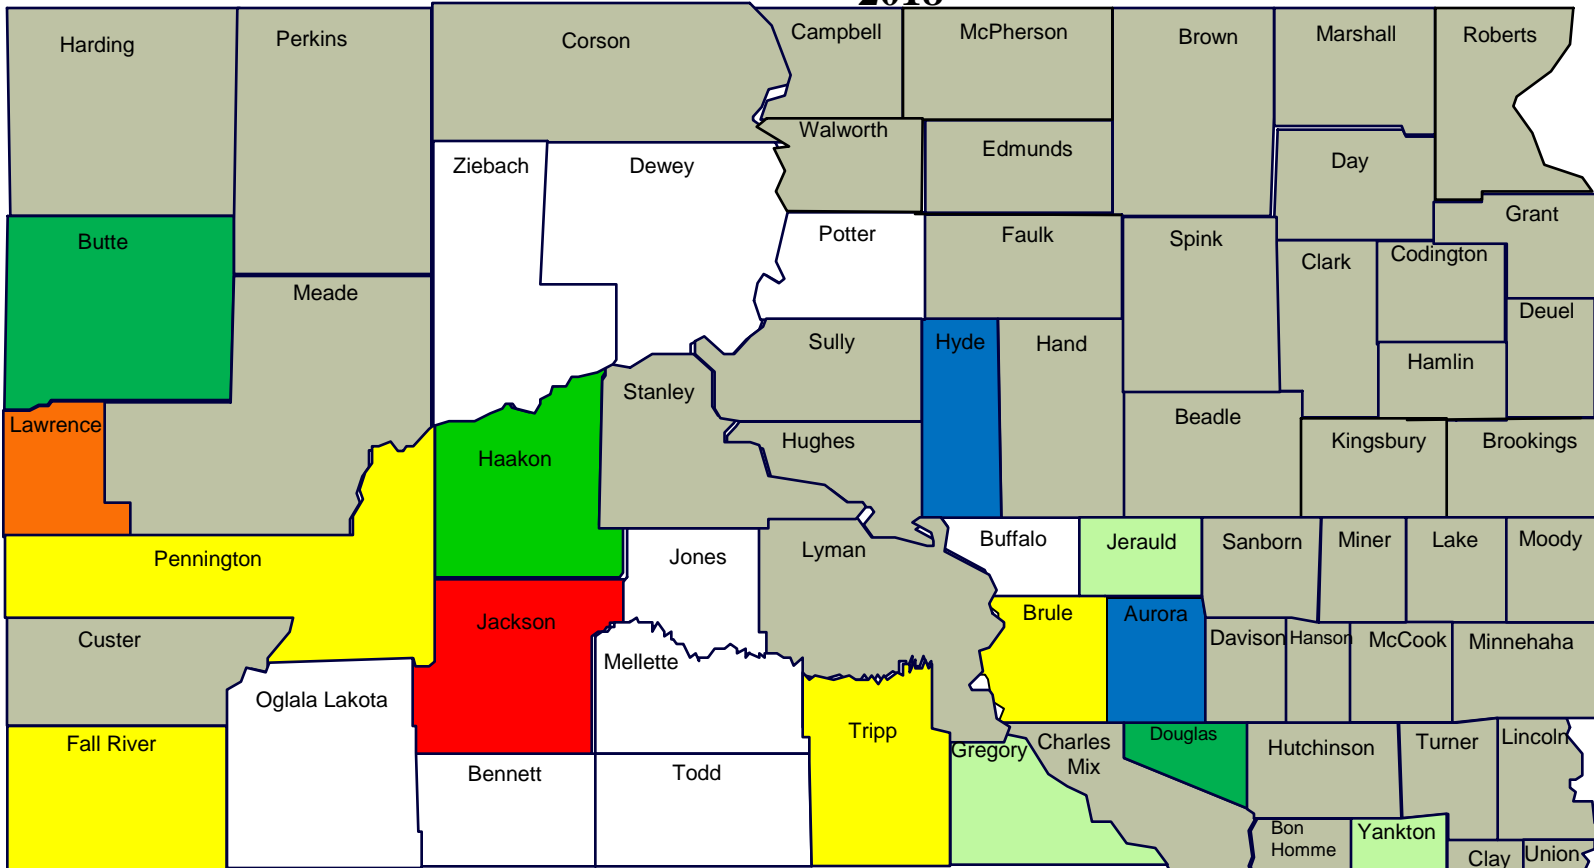 2018
Harding
Perkins
Corson
Campbell
McPherson
Brown
Marshall
Roberts
Walworth
Edmunds
Day
Ziebach
Dewey
Grant
Butte
Potter
Faulk
Spink
Clark
Codington
Meade
Deuel
Sully
Hyde
Hand
Hamlin
Stanley
Lawrence
Beadle
Hughes
Kingsbury
Brookings
Haakon
Pennington
Jones
Lyman
Buffalo
Jerauld
Sanborn
Miner
Lake
Moody
Custer
Jackson
Brule
Aurora
Davison
Hanson
McCook
Minnehaha
Mellette
Oglala Lakota
Fall River
Tripp
Gregory
Charles
Mix
Douglas
Hutchinson
Turner
Lincoln
Bennett
Todd
Bon
Homme
Yankton
Clay
Union